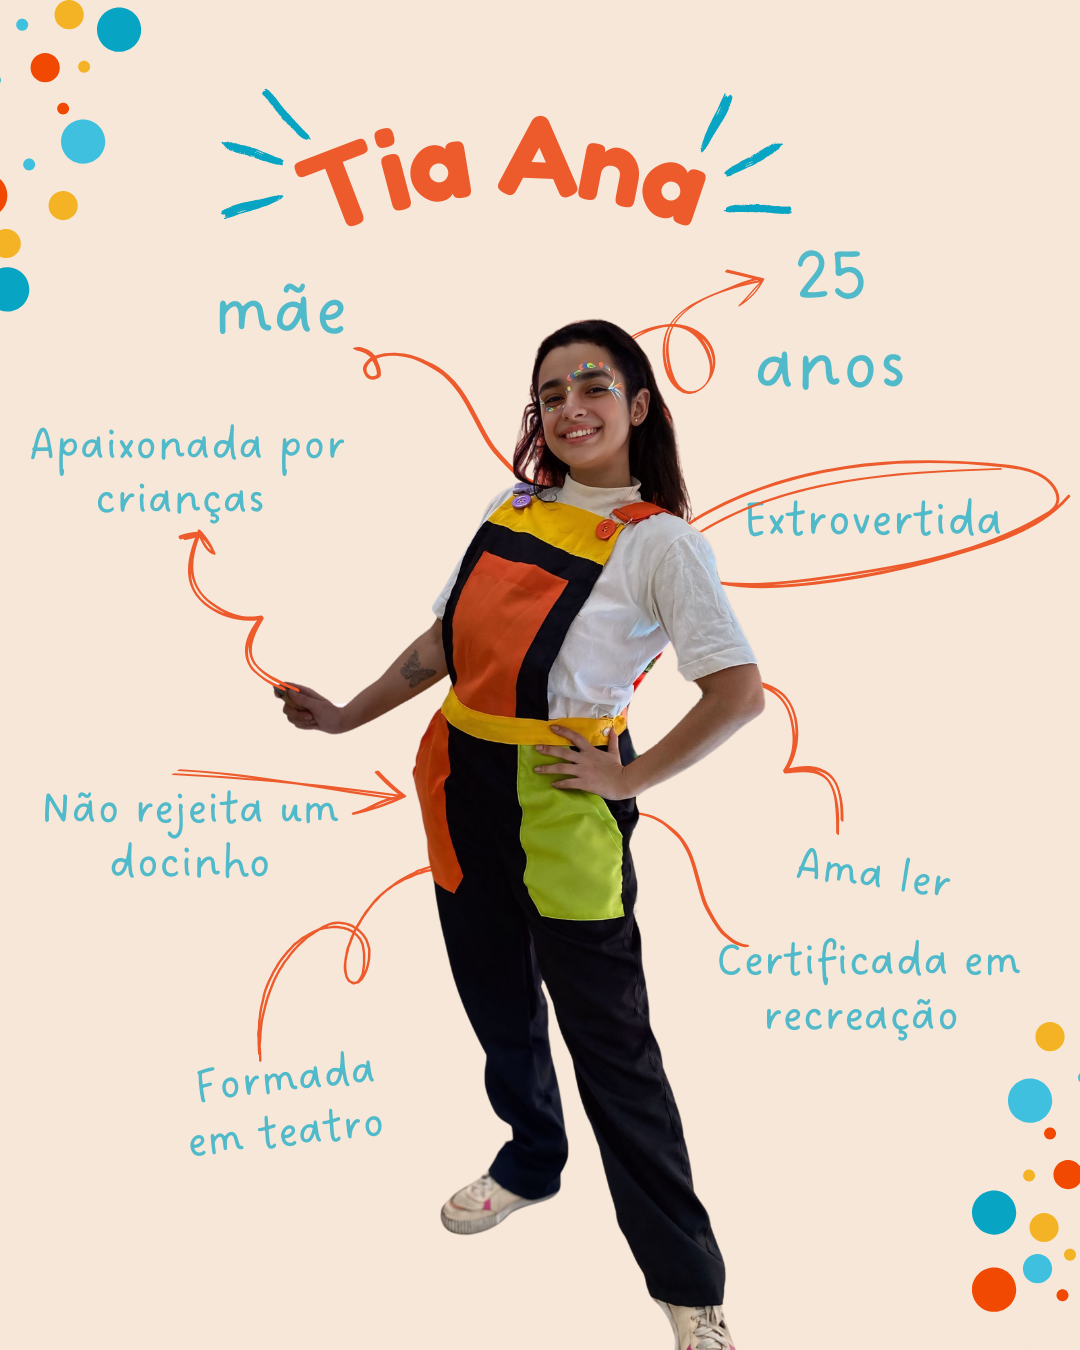 Tia Ana
mãe
25
anos
Apaixonada por
crianças
Extrovertida
Não rejeita um
docinho
Ama ler
Certificada em
recreação
Formada
em teatro